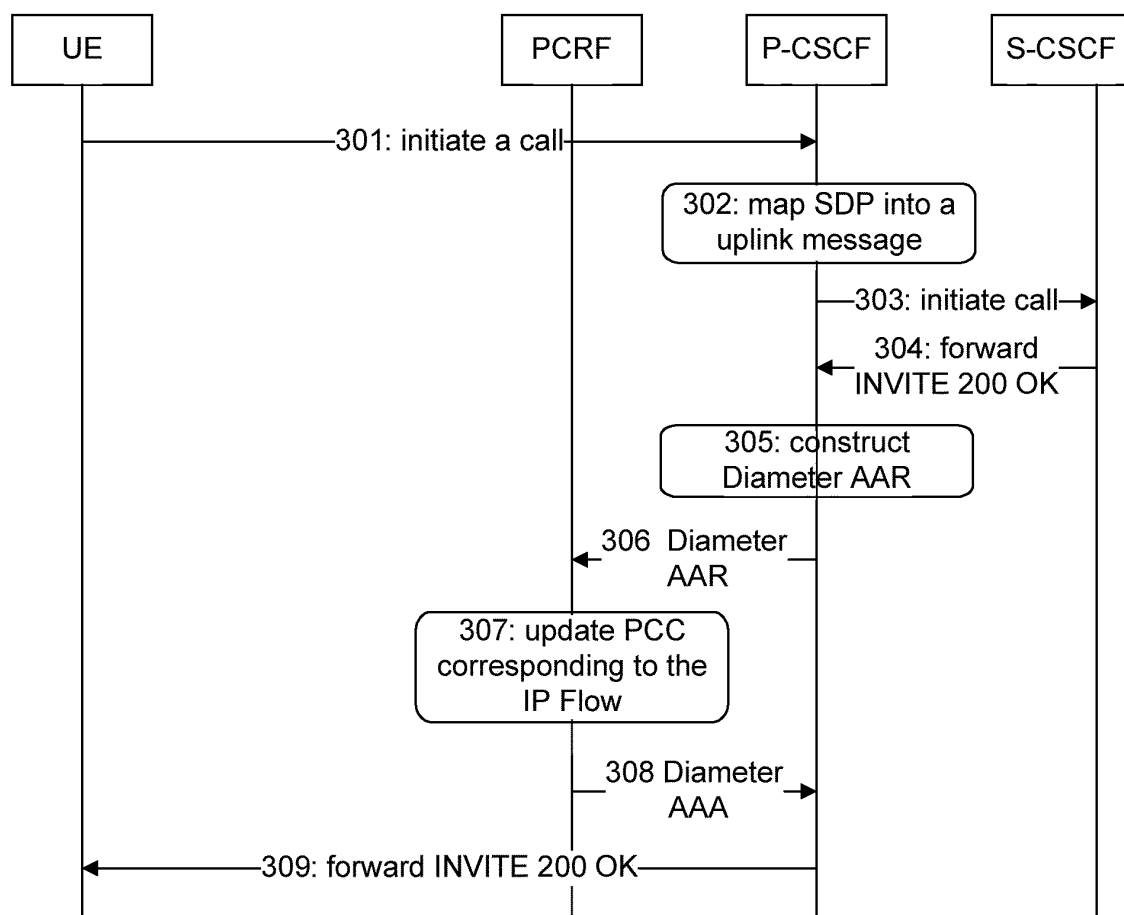 UE
PCRF
P-CSCF
S-CSCF
301: initiate a call
302: map SDP into a
uplink message
303: initiate call
304: forward
INVITE 200 OK
305: construct
Diameter AAR
306 Diameter
AAR
307: update PCC
corresponding to the
IP Flow
308 Diameter
AAA
309: forward INVITE 200 OK